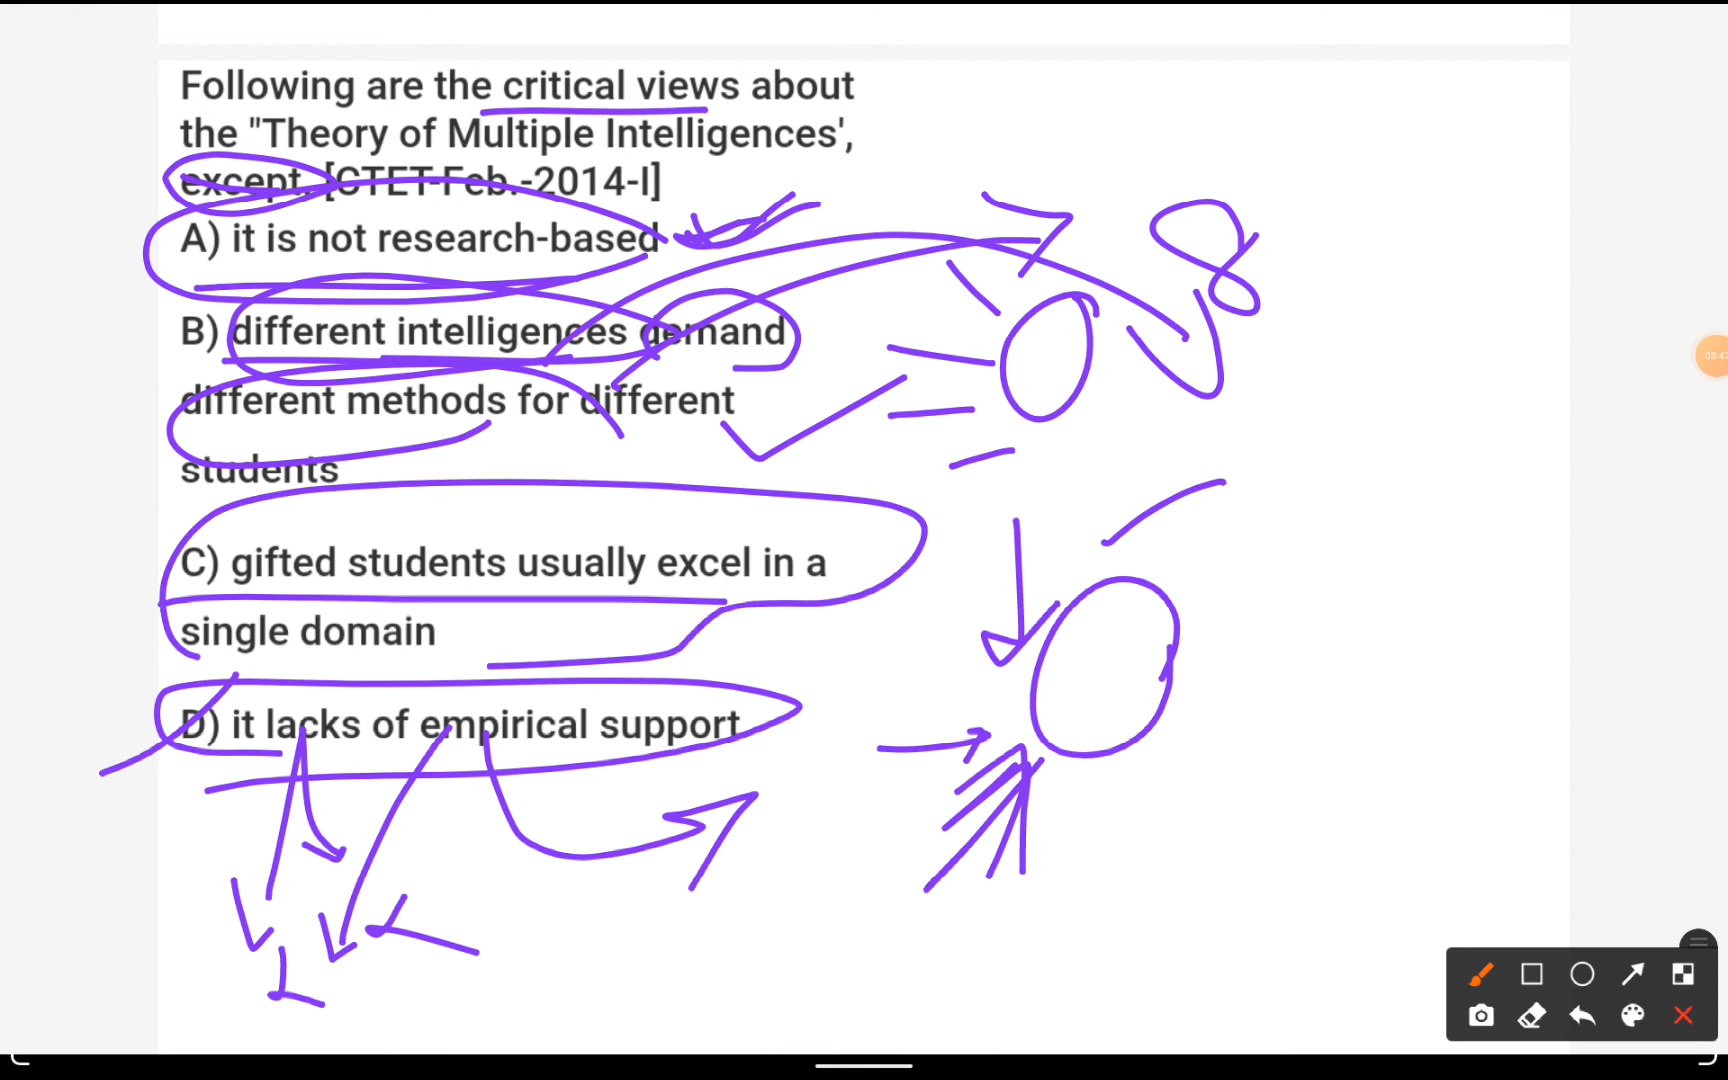 Following are the critical views about
the "Theory of Multiple Intelligences',
except. [CTET-Feb.-2014-I]
A) it is not research-based
B) different intelligences demand
different methods for different
students
C) gifted students usually excel in a
single domain
D) it lacks of empirical support
8